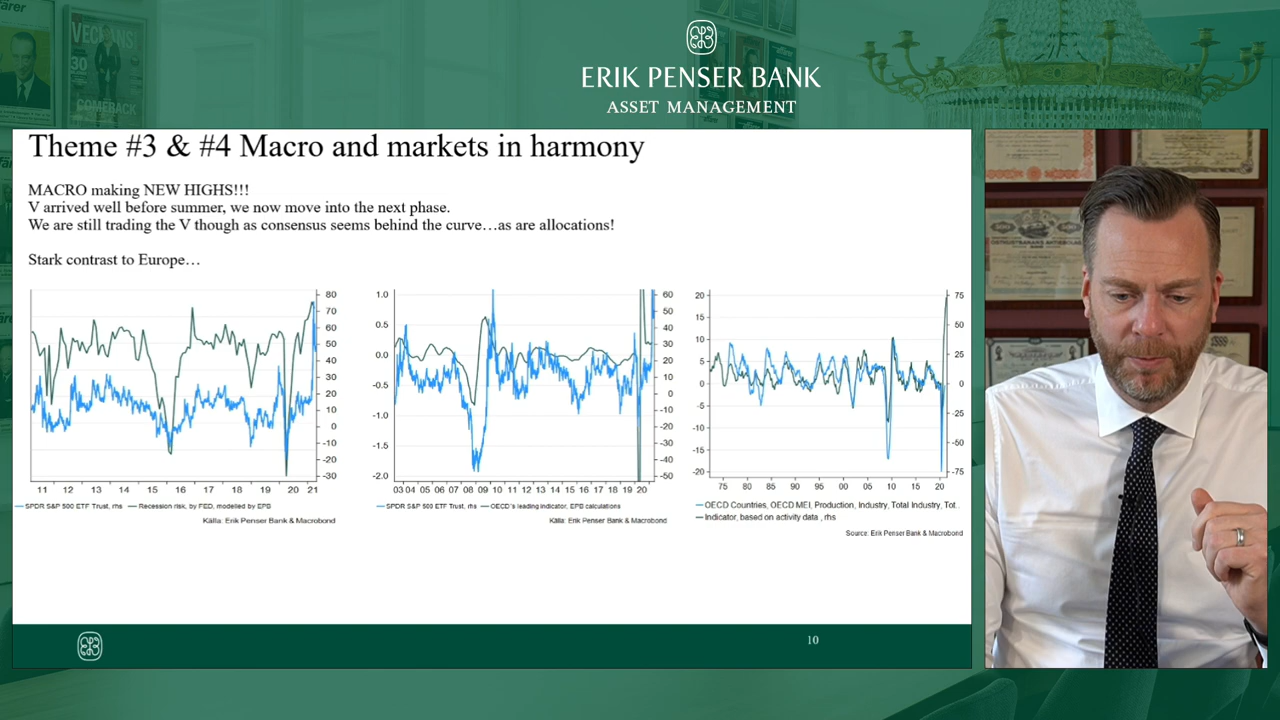 ERIK PENSER BANK
ASSET MANAGEMENT
VECKANS
30
COMEBACK
Theme #3 & #4 Macro and markets in harmony
MACRO making NEW HIGHS!!!
V arrived well before summer, we now move into the next phase.
We are still trading the V though as consensus seems behind the curve…as are allocations!
Stark contrast to Europe…
80
70
60
50
40
30
20
10
0
-10
-20
-30
11 12 13 14 15 16 17 18 19 20 21
SPDR S&P 500 ETF Trust, rhs Recession risk, by FED, modelled by EPB
Källa: Erik Penser Bank & Macrobond
1.0
0.5
0.0
-0.5
-1.0
-1.5
-2.0
60
50
40
30
20
10
0
-10
-20
-30
-40
-50
03 04 05 06 07 08 09 10 11 12 13 14 15 16 17 18 19 20
SPDR S&P 500 ETF Trust, rhs OECD's leading indicator, EPB calculations
Källa: Erik Penser Bank & Macrobond
20
15
10
5
0
-5
-10
-15
-20
75
50
25
0
-25
-50
-75
75 80 85 90 95 00 05 10 15 20
OECD Countries, OECD MEI, Production, Industry, Total Industry, Tot..
Indicator, based on activity data , rhs
Source: Erik Penser Bank & Macrobond
10